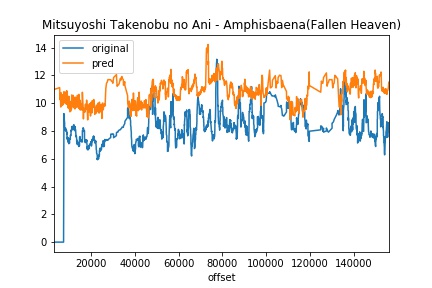 Mitsuyoshi Takenobu no Ani - Amphisbaena(Fallen Heaven)
original
pred
14
12
10
8
6
4
2
0
20000 40000 60000 80000 100000 120000 140000
offset